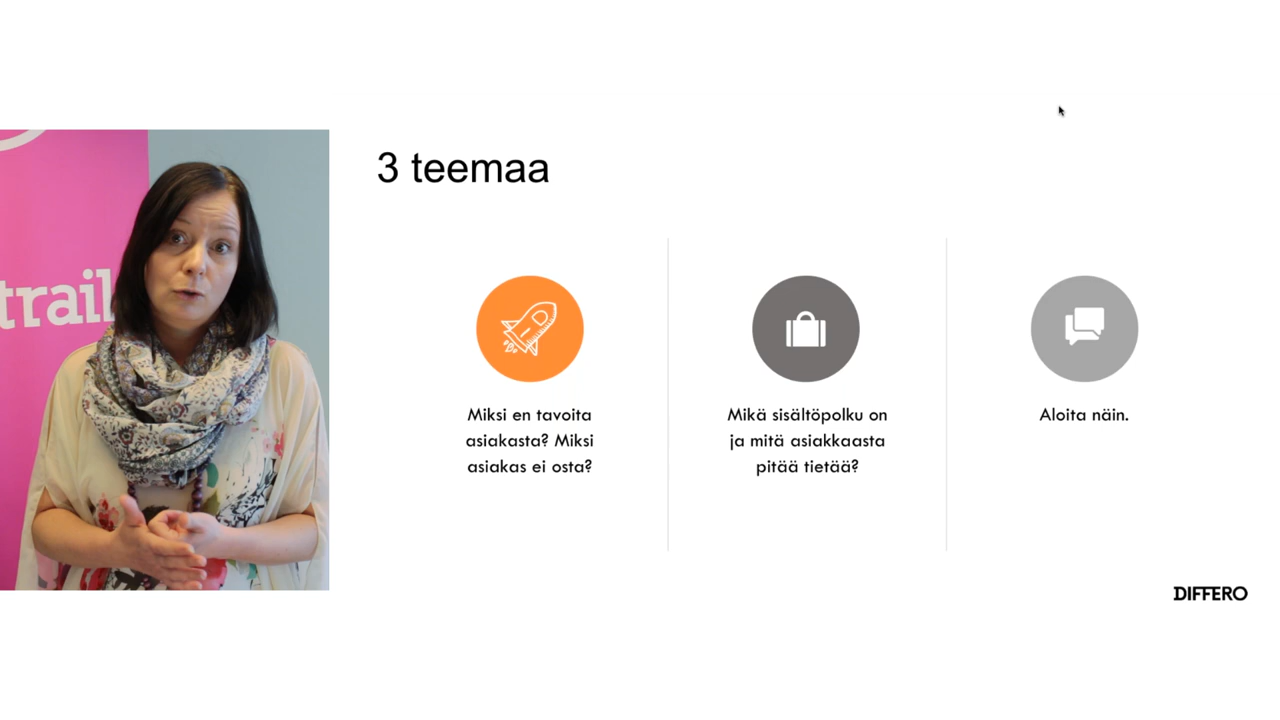 trail
3 teemaa
Miksi en tavoita
asiakasta? Miksi
asiakas ei osta?
Mikä sisältöpolku on
ja mitä asiakkaasta
pitää tietää?
Aloita näin.
DIFFERO